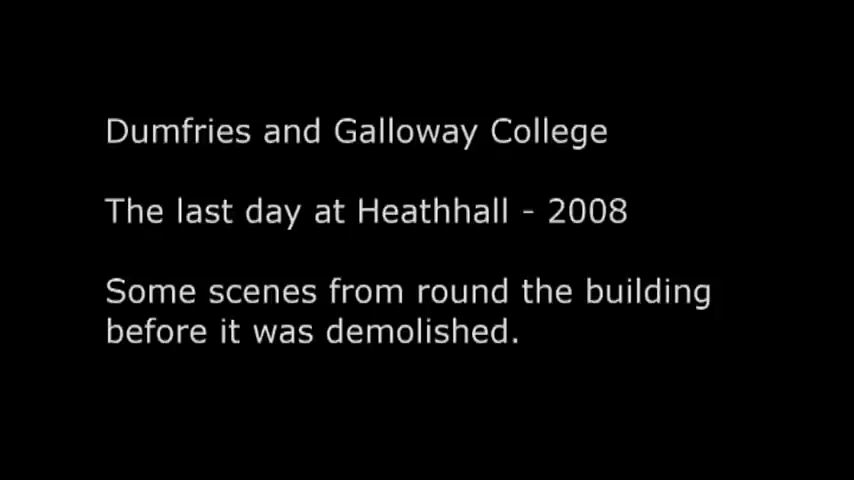 Dumfries and Galloway College
The last day at Heathhall - 2008
Some scenes from round the building
before it was demolished.